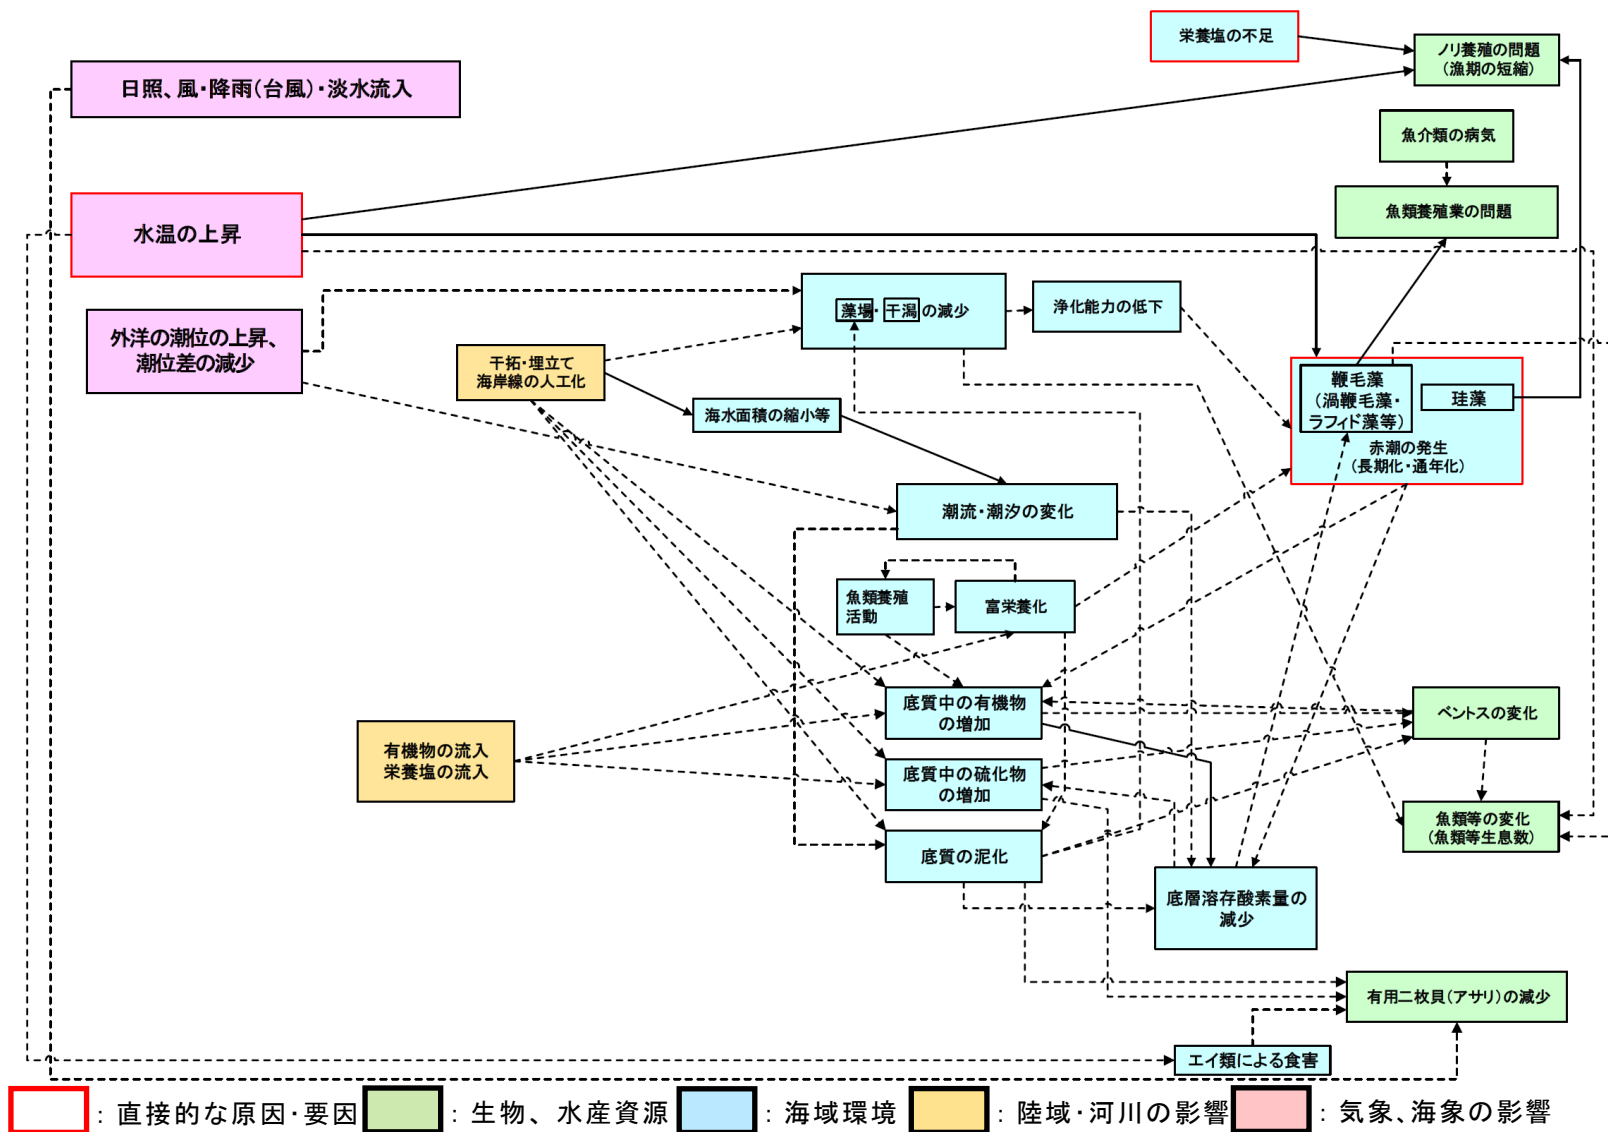 栄養塩の不足
ノリ養殖の問題
（漁期の短縮）
日照、風・降雨（台風）・淡水流入
魚介類の病気
魚類養殖業の問題
水温の上昇
藻場・干潟の減少
浄化能力の低下
外洋の潮位の上昇、
潮位差の減少
干拓・埋立て
海岸線の人工化
海水面積の縮小等
鞭毛藻
（渦鞭毛藻・
ラフィド藻等）
珪藻
赤潮の発生
（長期化・通年化）
潮流・潮汐の変化
魚類養殖
活動
富栄養化
底質中の有機物
の増加
ベントスの変化
有機物の流入
栄養塩の流入
底質中の硫化物
の増加
魚類等の変化
（魚類等生息数）
底質の泥化
底層溶存酸素量の
減少
有用二枚貝（アサリ）の減少
エイ類による食害
：直接的な原因・要因
：生物、水産資源
：海域環境
：陸域・河川の影響
：気象、海象の影響